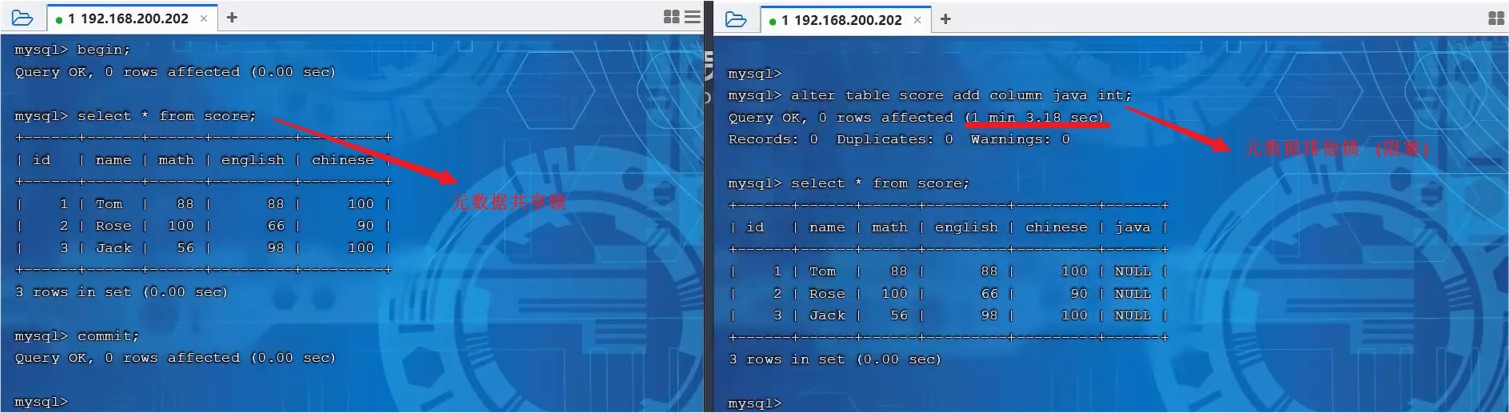 1 192.168.200.202 × +
mysql> begin;
Query OK, 0 rows affected (0.00 sec)
mysql> select * from score;
+------+------+------+---------+---------+
| id   | name | math | english | chinese |
+------+------+------+---------+---------+
|    1 | Tom  |   88 |      88 |     100 |
|    2 | Rose |  100 |      66 |      90 |
|    3 | Jack |   56 |      98 |     100 |
+------+------+------+---------+---------+
元数据共享锁
3 rows in set (0.00 sec)
mysql> commit;
Query OK, 0 rows affected (0.00 sec)
mysql>
1 192.168.200.202 × +
mysql>
mysql> alter table score add column java int;
Query OK, 0 rows affected (1 min 3.18 sec)
Records: 0  Duplicates: 0  Warnings: 0
元数据排他锁（阻塞）
mysql> select * from score;
+------+------+------+---------+---------+------+
| id   | name | math | english | chinese | java |
+------+------+------+---------+---------+------+
|    1 | Tom  |   88 |      88 |     100 | NULL |
|    2 | Rose |  100 |      66 |      90 | NULL |
|    3 | Jack |   56 |      98 |     100 | NULL |
+------+------+------+---------+---------+------+
3 rows in set (0.00 sec)
mysql>